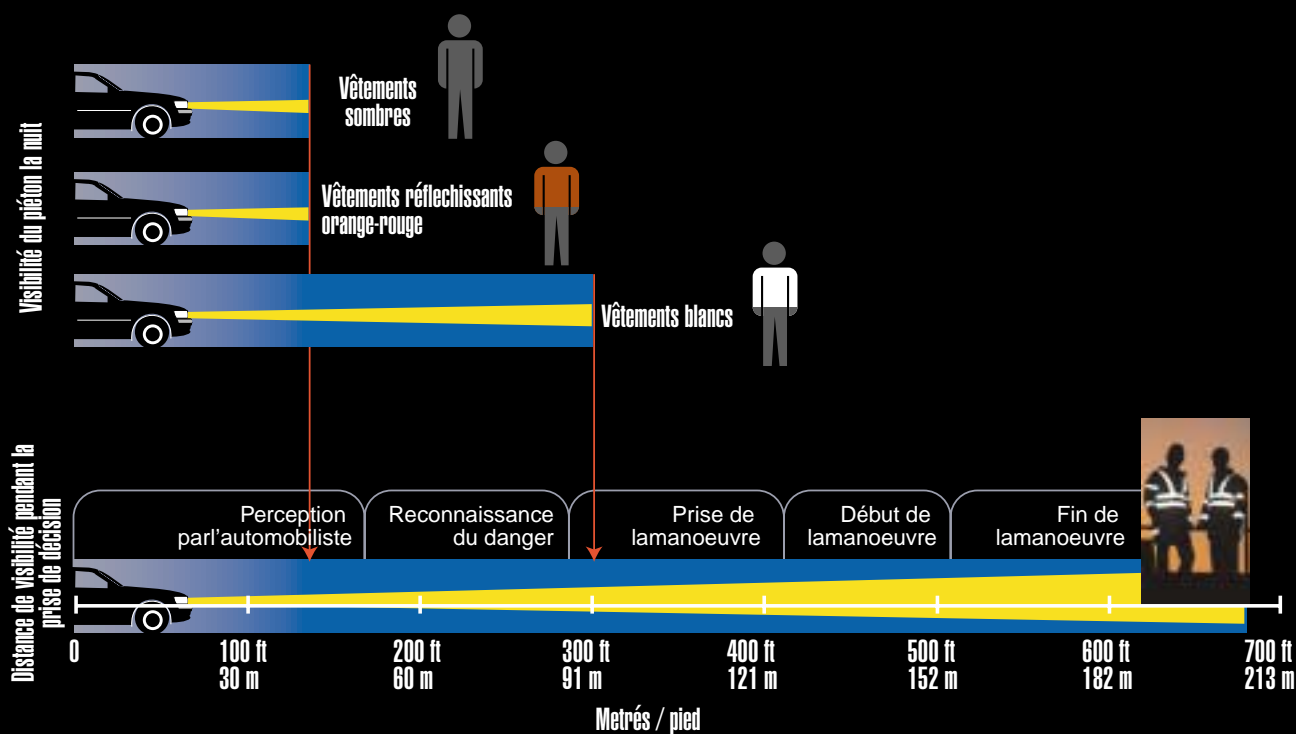 Visibilité du piéton la nuit
Vêtements
sombres
Vêtements réflechissants
orange-rouge
Vêtements blancs
Distance de visibilité pendant la
prise de décision
Perception
parl'automobiliste
Reconnaissance
du danger
Prise de
lamanoeuvre
Début de
lamanoeuvre
Fin de
lamanoeuvre
0
100 ft
30 m
200 ft
60 m
300 ft
91 m
400 ft
121 m
500 ft
152 m
600 ft
182 m
700 ft
213 m
Metrés / pied